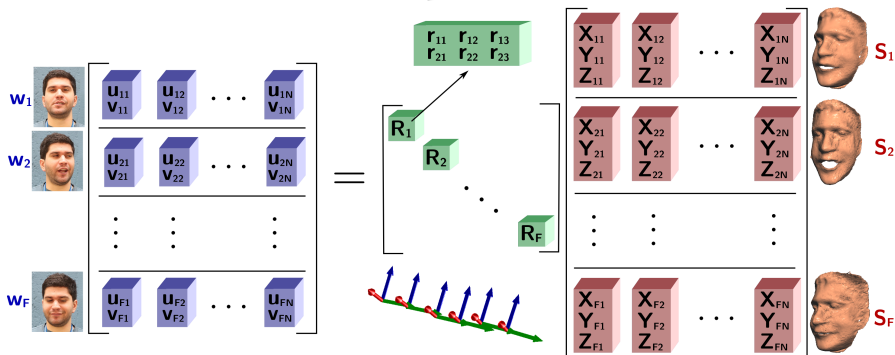 r₁₁ r₁₂ r₁₃
r₂₁ r₂₂ r₂₃
w₁
u₁₁ u₁₂ · · · u₁N
v₁₁ v₁₂ v₁N
w₂
u₂₁ u₂₂ · · · u₂N
v₂₁ v₂₂ v₂N
wF
uF₁ uF₂ · · · uFN
vF₁ vF₂ vFN
=
R₁
R₂
RF
X₁₁ X₁₂ · · · X₁N
Y₁₁ Y₁₂ Y₁N
Z₁₁ Z₁₂ Z₁N
S₁
X₂₁ X₂₂ · · · X₂N
Y₂₁ Y₂₂ Y₂N
Z₂₁ Z₂₂ Z₂N
S₂
XF₁ XF₂ · · · XFN
YF₁ YF₂ YFN
ZF₁ ZF₂ ZFN
SF